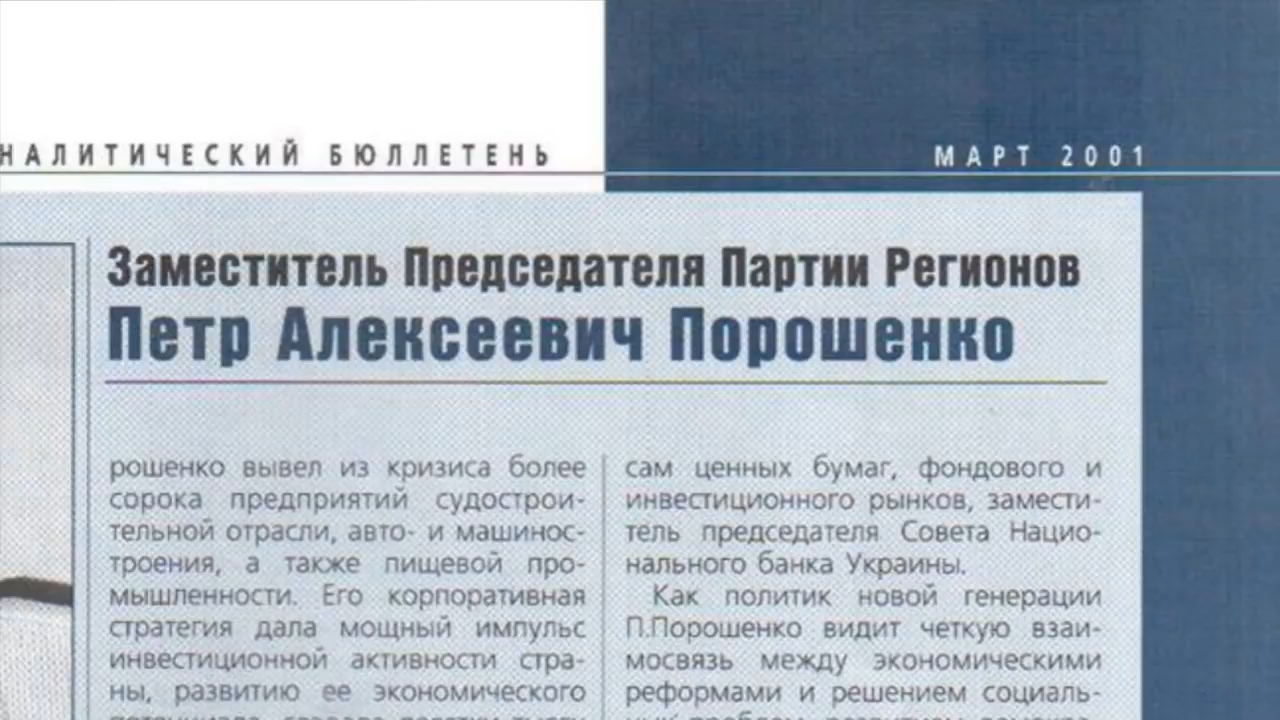 НАЛИТИЧЕСКИЙ БЮЛЛЕТЕНЬ
МАРТ 2001
Заместитель Председателя Партии Регионов
Петр Алексеевич Порошенко
рошенко вывел из кризиса более
сорока предприятий судострои-
тельной отрасли, авто- и машинос-
троения, а также пищевой про-
мышленности. Его корпоративная
стратегия дала мощный импульс
инвестиционной активности стра-
ны, развитию ее экономического
сам ценных бумаг, фондового и
инвестиционного рынков, замести-
тель председателя Совета Нацио-
нального банка Украины.
Как политик новой генерации
П.Порошенко видит четкую взаи-
мосвязь между экономическими
реформами и решением социаль-